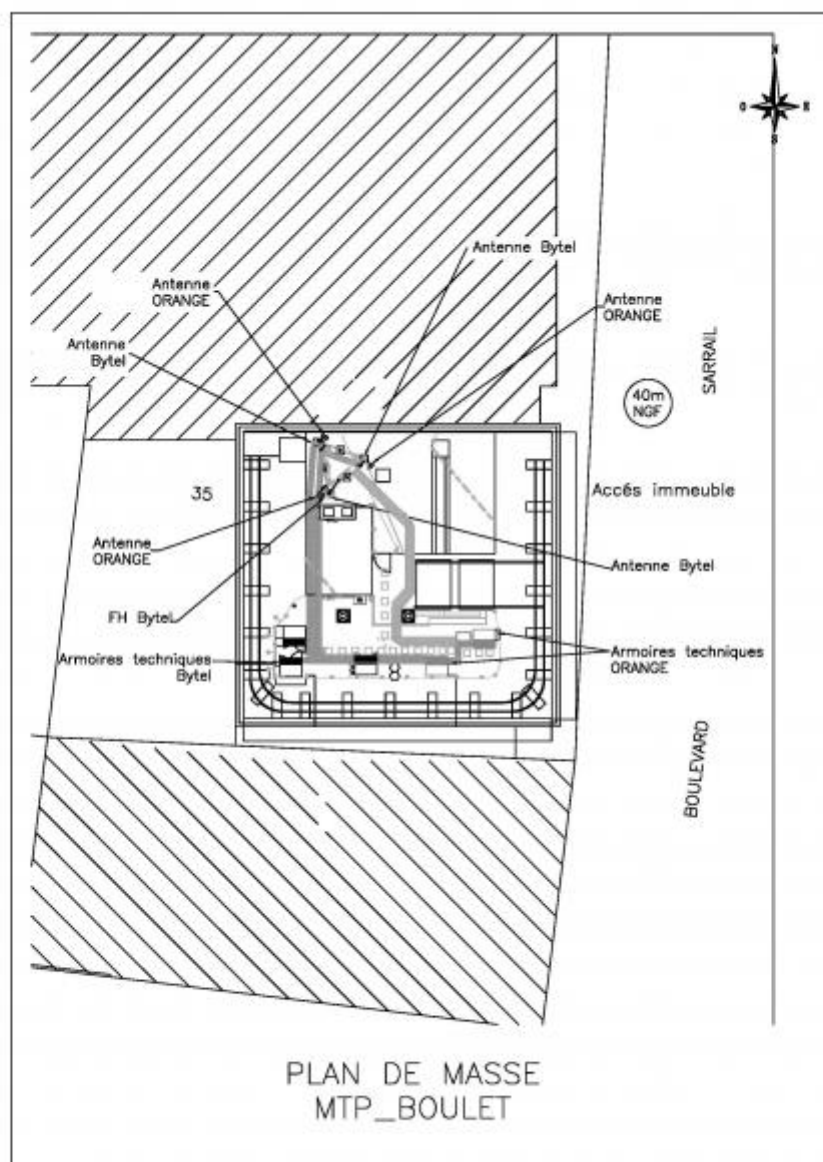 N
O
E
S
Antenne Bytel
Antenne
ORANGE
Antenne
ORANGE
Antenne
Bytel
SARRAIL
40m
NGF
35
Accés immeuble
Antenne
ORANGE
Antenne Bytel
FH Bytel
Armoires techniques
Bytel
Armoires techniques
ORANGE
BOULEVARD
PLAN DE MASSE
MTP_BOULET